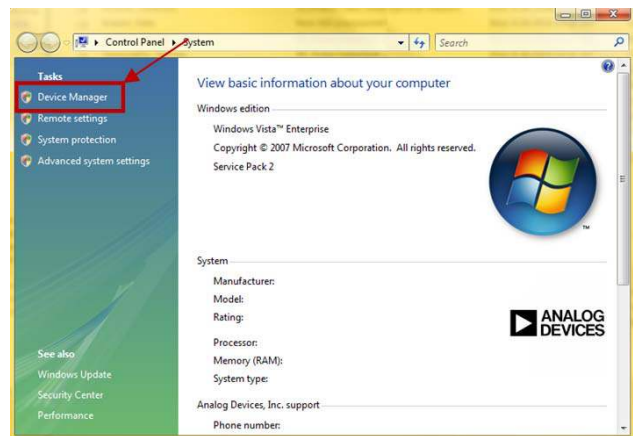 Control Panel
System
Search
Tasks
Device Manager
Remote settings
System protection
Advanced system settings
See also
Windows Update
Security Center
Performance
View basic information about your computer
Windows edition
Windows Vista™ Enterprise
Copyright © 2007 Microsoft Corporation. All rights reserved.
Service Pack 2
TM
System
Manufacturer:
Model:
Rating:
Processor:
Memory (RAM):
System type:
ANALOG
DEVICES
Analog Devices, Inc. support
Phone number: